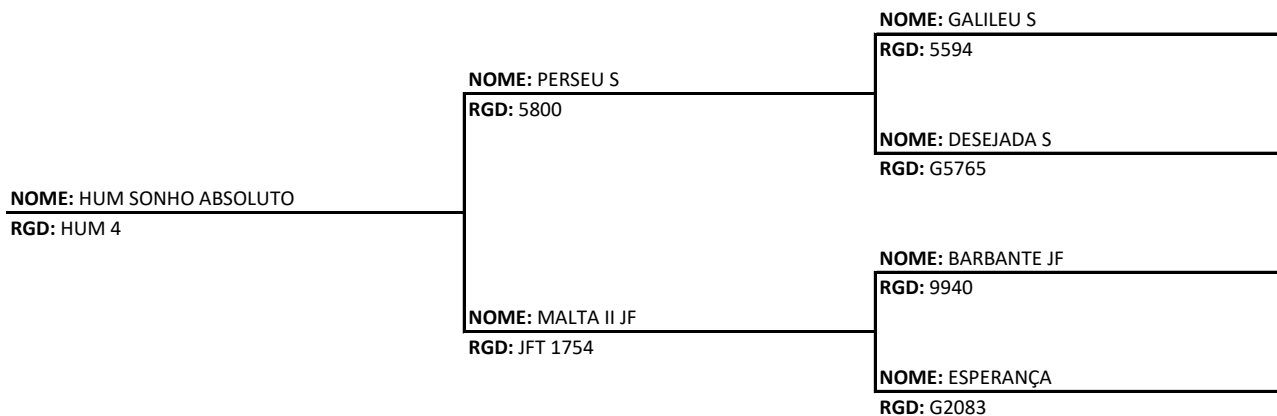 NOME: GALILEU S
RGD: 5594
NOME: PERSEU S
RGD: 5800
NOME: DESEJADA S
RGD: G5765
NOME: HUM SONHO ABSOLUTO
RGD: HUM 4
NOME: BARBANTE JF
RGD: 9940
NOME: MALTA II JF
RGD: JFT 1754
NOME: ESPERANÇA
RGD: G2083